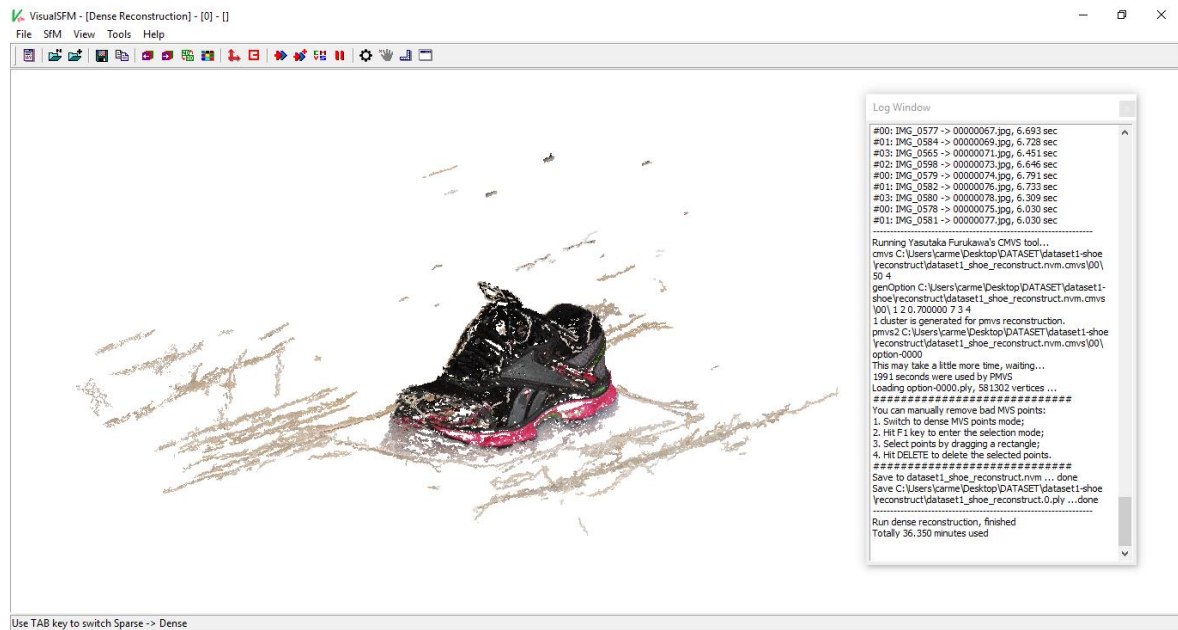 VisualSFM - [Dense Reconstruction] - [0] - []
File SfM View Tools Help
Log Window
#00: IMG_0577 -> 00000067.jpg, 6.693 sec
#01: IMG_0584 -> 00000069.jpg, 6.728 sec
#03: IMG_0565 -> 00000071.jpg, 6.451 sec
#02: IMG_0598 -> 00000073.jpg, 6.646 sec
#00: IMG_0579 -> 00000074.jpg, 6.791 sec
#01: IMG_0582 -> 00000076.jpg, 6.733 sec
#03: IMG_0580 -> 00000078.jpg, 6.309 sec
#00: IMG_0578 -> 00000075.jpg, 6.030 sec
#01: IMG_0581 -> 00000077.jpg, 6.030 sec
----------------------------------------------------------------
Running Yasutaka Furukawa's CMVS tool...
cmvs C:\Users\carme\Desktop\DATASET\dataset1-shoe
\reconstruct\dataset1_shoe_reconstruct.nvm.cmvs\00\
50 4
genOption C:\Users\carme\Desktop\DATASET\dataset1-
shoe\reconstruct\dataset1_shoe_reconstruct.nvm.cmvs
\00\ 1 2 0.700000 7 3 4
1 cluster is generated for pmvs reconstruction.
pmvs2 C:\Users\carme\Desktop\DATASET\dataset1-shoe
\reconstruct\dataset1_shoe_reconstruct.nvm.cmvs\00\
option-0000
This may take a little more time, waiting...
1991 seconds were used by PMVS
Loading option-0000.ply, 581302 vertices ...
#############################
You can manually remove bad MVS points:
1. Switch to dense MVS points mode;
2. Hit F1 key to enter the selection mode;
3. Select points by dragging a rectangle;
4. Hit DELETE to delete the selected points.
#############################
Save to dataset1_shoe_reconstruct.nvm ... done
Save C:\Users\carme\Desktop\DATASET\dataset1-shoe
\reconstruct\dataset1_shoe_reconstruct.0.ply ...done
----------------------------------------------------------------
Run dense reconstruction, finished
Totally 36.350 minutes used
Use TAB key to switch Sparse -> Dense